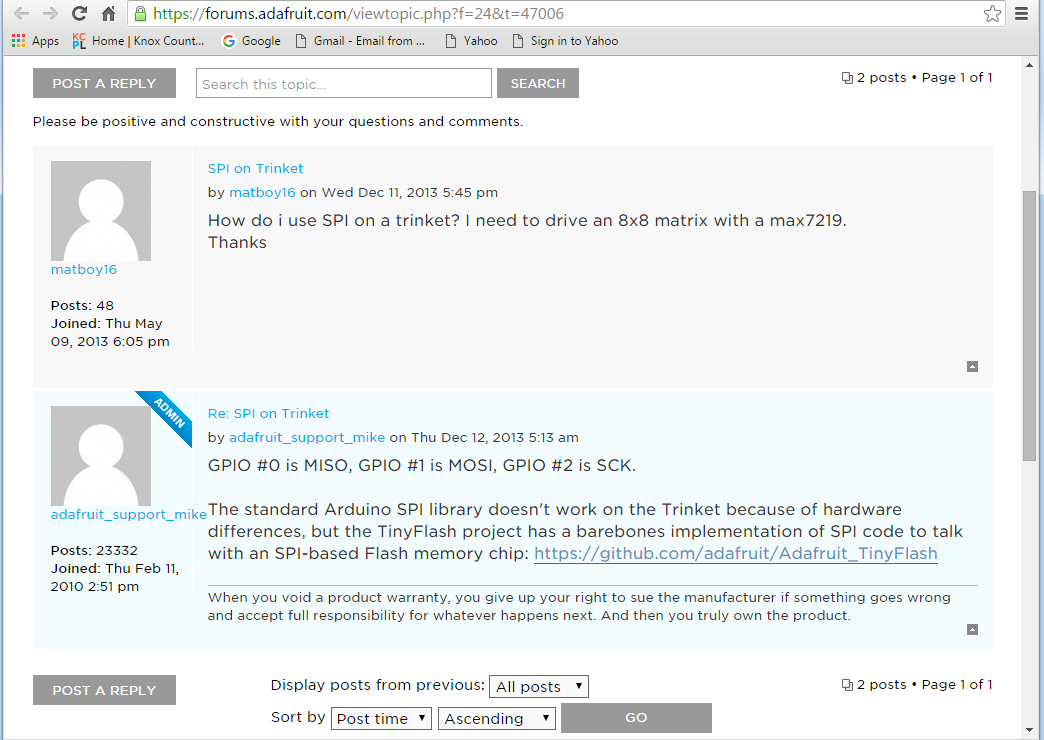 https://forums.adafruit.com/viewtopic.php?f=24&t=47006
Apps KC PL Home | Knox Count... G Google Gmail - Email from ... Yahoo Sign in to Yahoo
POST A REPLY Search this topic... SEARCH 2 posts • Page 1 of 1
Please be positive and constructive with your questions and comments.
SPI on Trinket
by matboy16 on Wed Dec 11, 2013 5:45 pm
How do i use SPI on a trinket? I need to drive an 8x8 matrix with a max7219.
Thanks
matboy16
Posts: 48
Joined: Thu May
09, 2013 6:05 pm
ADMIN
Re: SPI on Trinket
by adafruit_support_mike on Thu Dec 12, 2013 5:13 am
GPIO #0 is MISO, GPIO #1 is MOSI, GPIO #2 is SCK.
The standard Arduino SPI library doesn't work on the Trinket because of hardware
differences, but the TinyFlash project has a barebones implementation of SPI code to talk
with an SPI-based Flash memory chip: https://github.com/adafruit/Adafruit_TinyFlash
When you void a product warranty, you give up your right to sue the manufacturer if something goes wrong
and accept full responsibility for whatever happens next. And then you truly own the product.
adafruit_support_mike
Posts: 23332
Joined: Thu Feb 11,
2010 2:51 pm
POST A REPLY Display posts from previous: All posts 2 posts • Page 1 of 1
Sort by Post time Ascending GO